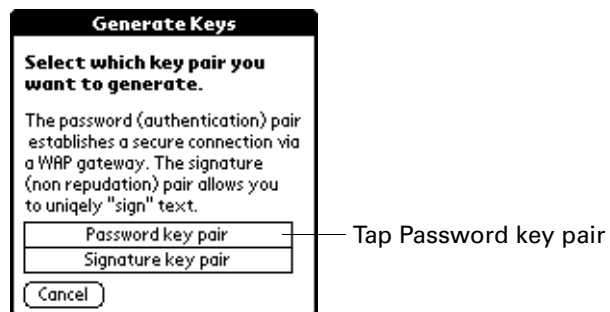 Generate Keys
Select which key pair you
want to generate.
The password (authentication) pair
establishes a secure connection via
a WAP gateway. The signature
(non repudation) pair allows you
to uniqely "sign" text.
Password key pair
Tap Password key pair
Signature key pair
Cancel